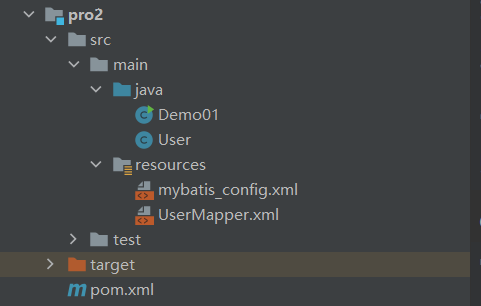 pro2
src
main
java
Demo01
User
resources
mybatis_config.xml
UserMapper.xml
test
target
pom.xml